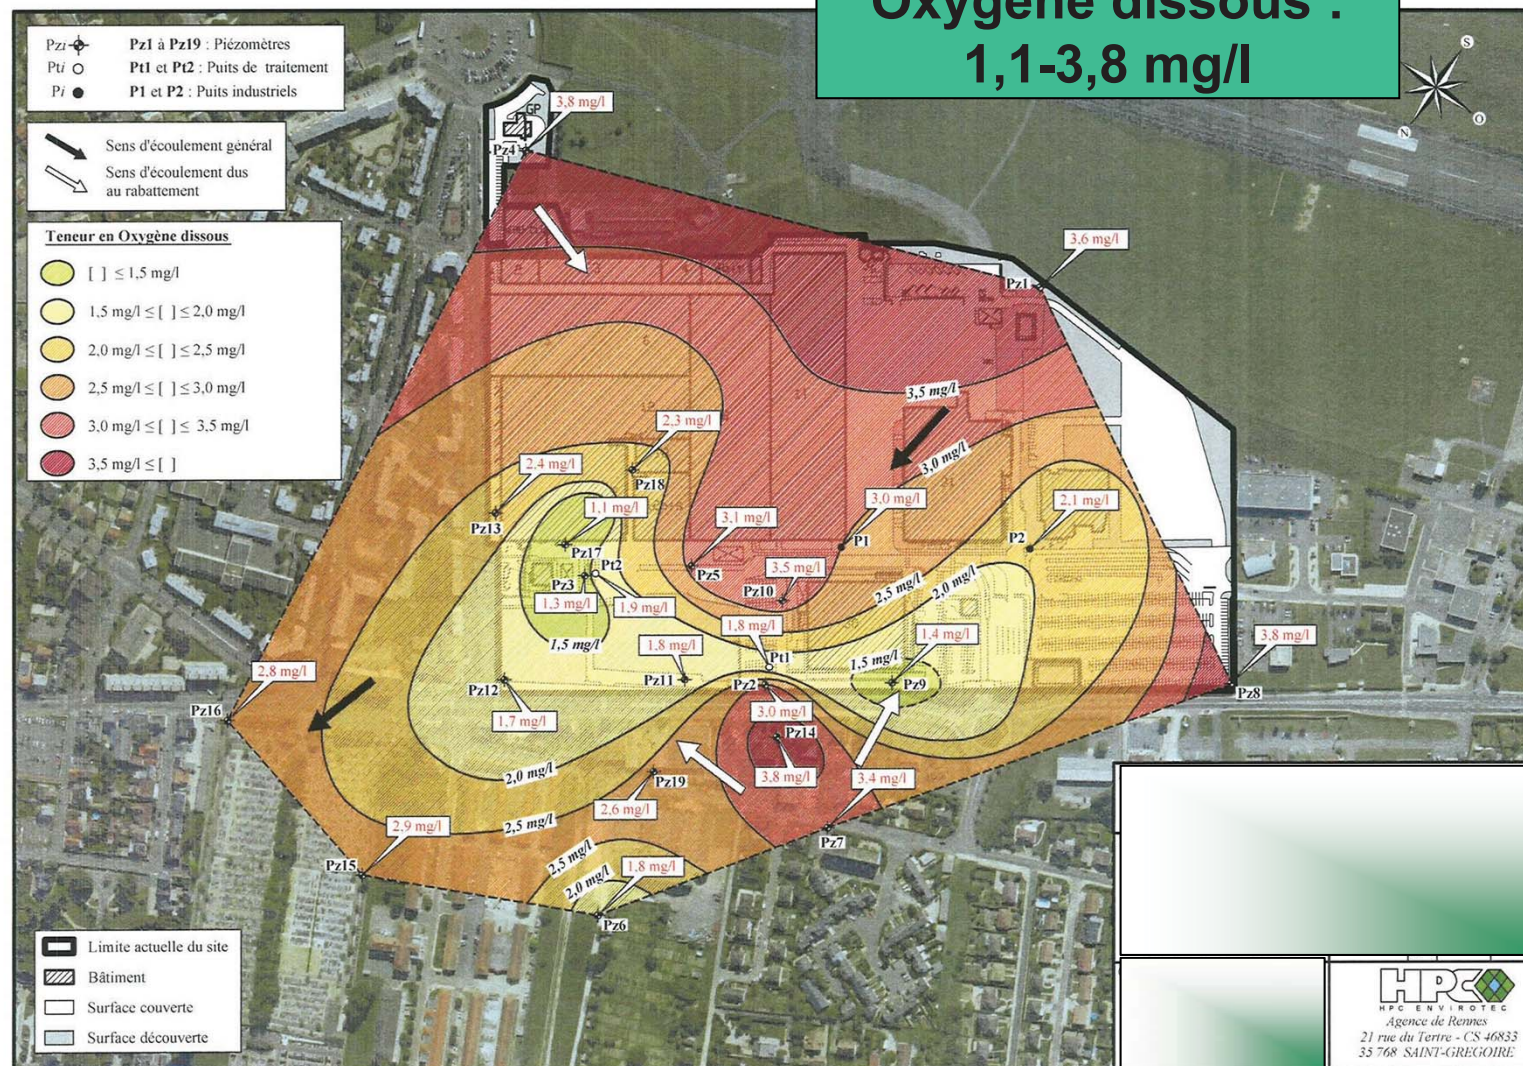 Oxygène dissous :
1,1-3,8 mg/l
Pzi Pz1 à Pz19 : Piézomètres
Pti Pt1 et Pt2 : Puits de traitement
Pi P1 et P2 : Puits industriels
Sens d'écoulement général
Sens d'écoulement dus
au rabattement
Teneur en Oxygène dissous
[ ] ≤ 1,5 mg/l
1,5 mg/l ≤ [ ] ≤ 2,0 mg/l
2,0 mg/l ≤ [ ] ≤ 2,5 mg/l
2,5 mg/l ≤ [ ] ≤ 3,0 mg/l
3,0 mg/l ≤ [ ] ≤ 3,5 mg/l
3,5 mg/l ≤ [ ]
S
N
O
GP
3,8 mg/l
Pz4
3,6 mg/l
Pz1
3,5 mg/l
3,0 mg/l
2,3 mg/l
Pz18
2,4 mg/l
Pz13
1,1 mg/l
Pz17
3,1 mg/l
Pz5
3,0 mg/l
P1
2,1 mg/l
P2
Pt2
Pz3
1,3 mg/l
1,9 mg/l
3,5 mg/l
Pz10
2,5 mg/l
2,0 mg/l
1,5 mg/l
1,8 mg/l
Pt1
1,8 mg/l
Pz11
1,4 mg/l
1,5 mg/l
Pz9
3,8 mg/l
Pz8
2,8 mg/l
Pz16
Pz12
1,7 mg/l
Pz2
3,0 mg/l
Pz14
3,8 mg/l
3,4 mg/l
Pz7
2,0 mg/l
Pz19
2,6 mg/l
2,5 mg/l
2,9 mg/l
Pz15
2,5 mg/l
2,0 mg/l
1,8 mg/l
Pz6
Limite actuelle du site
Bâtiment
Surface couverte
Surface découverte
HPC
HPC ENVIROTEC
Agence de Rennes
21 rue du Tertre - CS 46833
35 768 SAINT-GREGOIRE